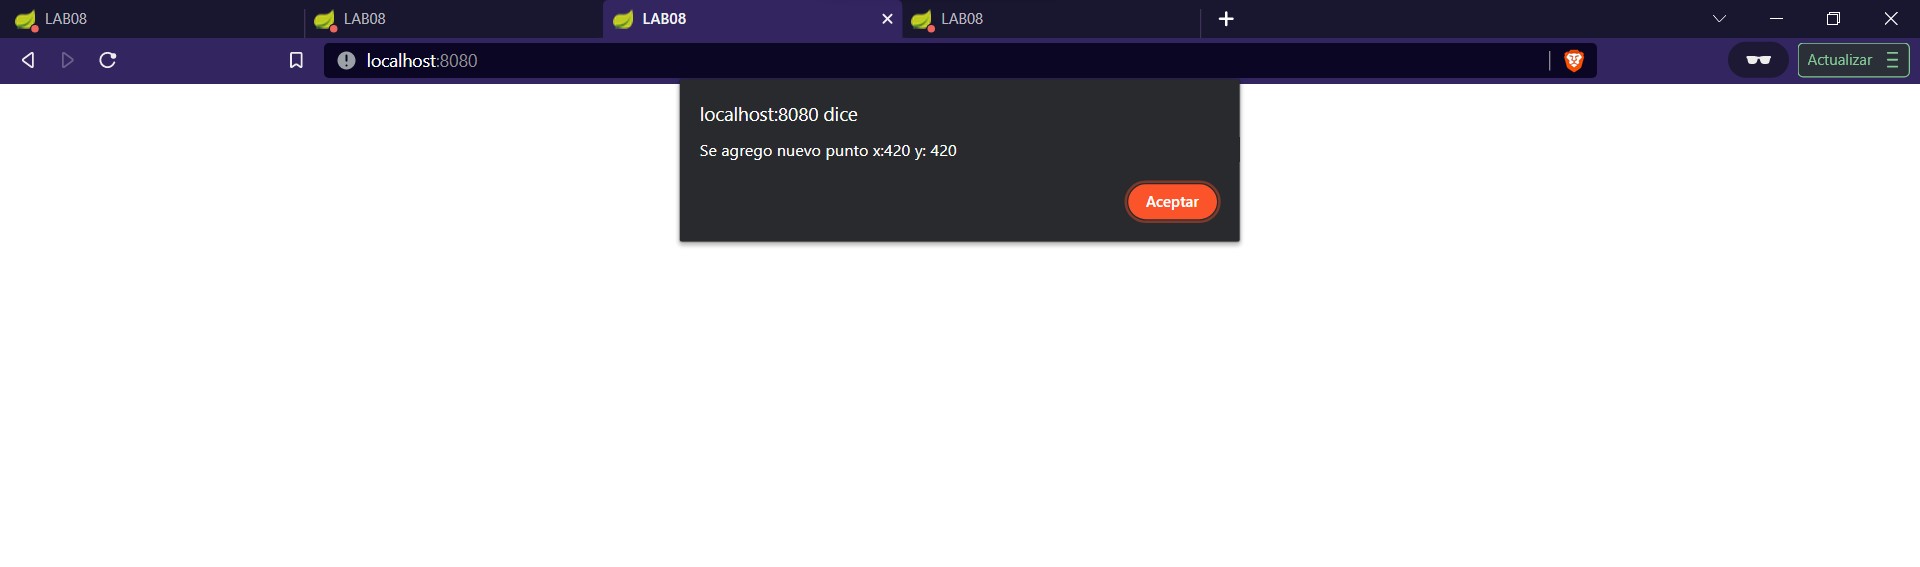 LAB08
LAB08
LAB08
LAB08
localhost:8080
Actualizar
localhost:8080 dice
Se agrego nuevo punto x:420 y: 420
Aceptar